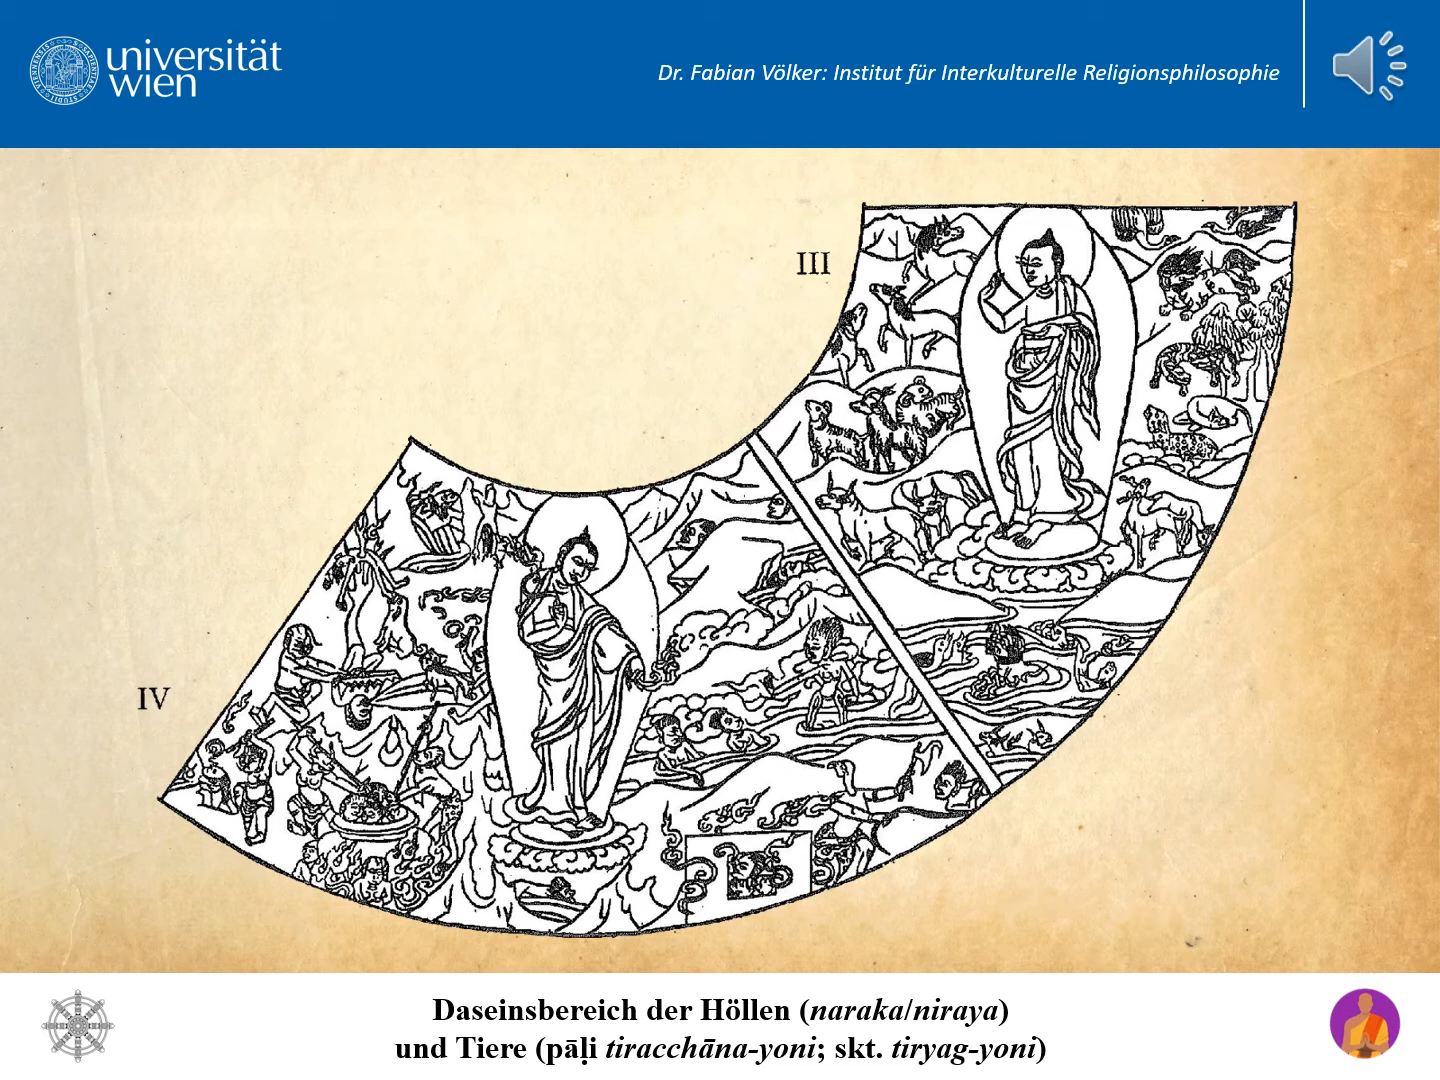 universität
wien
Dr. Fabian Völker: Institut für Interkulturelle Religionsphilosophie
III
IV
Daseinsbereich der Höllen (naraka/niraya)
und Tiere (pāḷi tiracchāna-yoni; skt. tiryag-yoni)